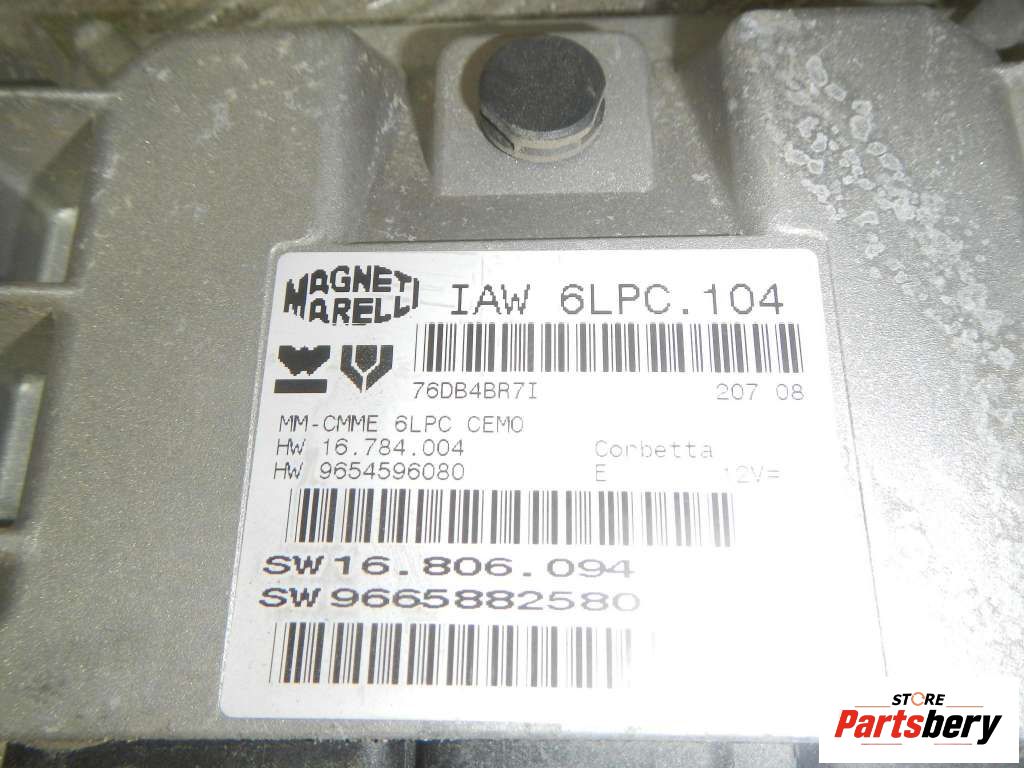 MAGNETI MARELLI
IAW 6LPC.104
76DB4BR7I 207 08
MM-CMME 6LPC CEMO
HW 16.784.004 Corbetta
HW 9654596080 E 12V=
SW 16.806.094
SW 9665882580
STORE
Partsbery